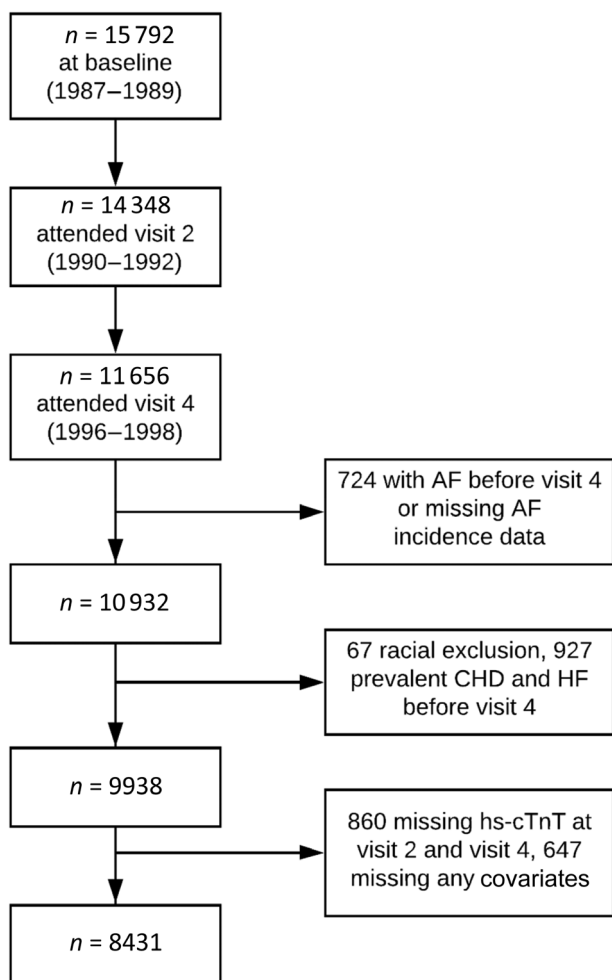 n = 15 792
at baseline
(1987–1989)
n = 14 348
attended visit 2
(1990–1992)
n = 11 656
attended visit 4
(1996–1998)
724 with AF before visit 4
or missing AF
incidence data
n = 10 932
67 racial exclusion, 927
prevalent CHD and HF
before visit 4
n = 9938
860 missing hs-cTnT at
visit 2 and visit 4, 647
missing any covariates
n = 8431